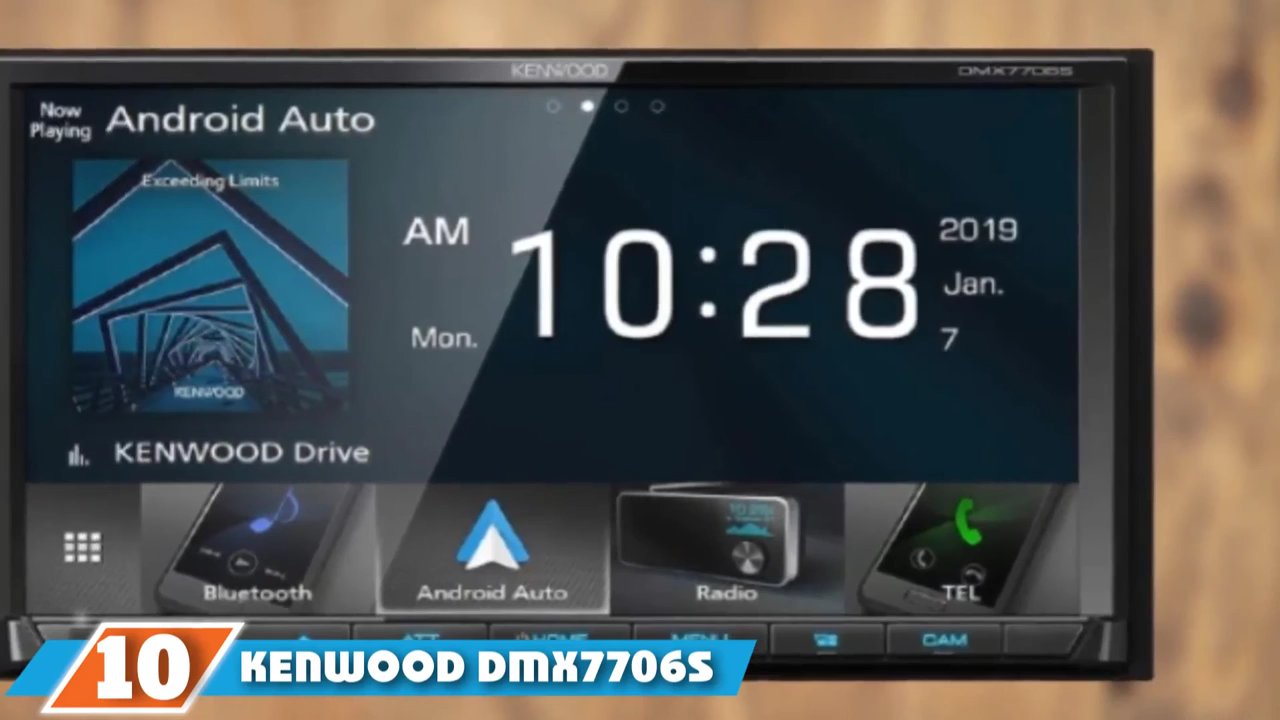 KENWOOD
DMX7706S
Now
Playing
Android Auto
Exceeding Limits
KENWOOD
AM
Mon.
10:28
2019
Jan.
7
KENWOOD Drive
Bluetooth
Android Auto
Radio
TEL
ATT
HOME
MENU
CAM
10
KENWOOD DMX7706S